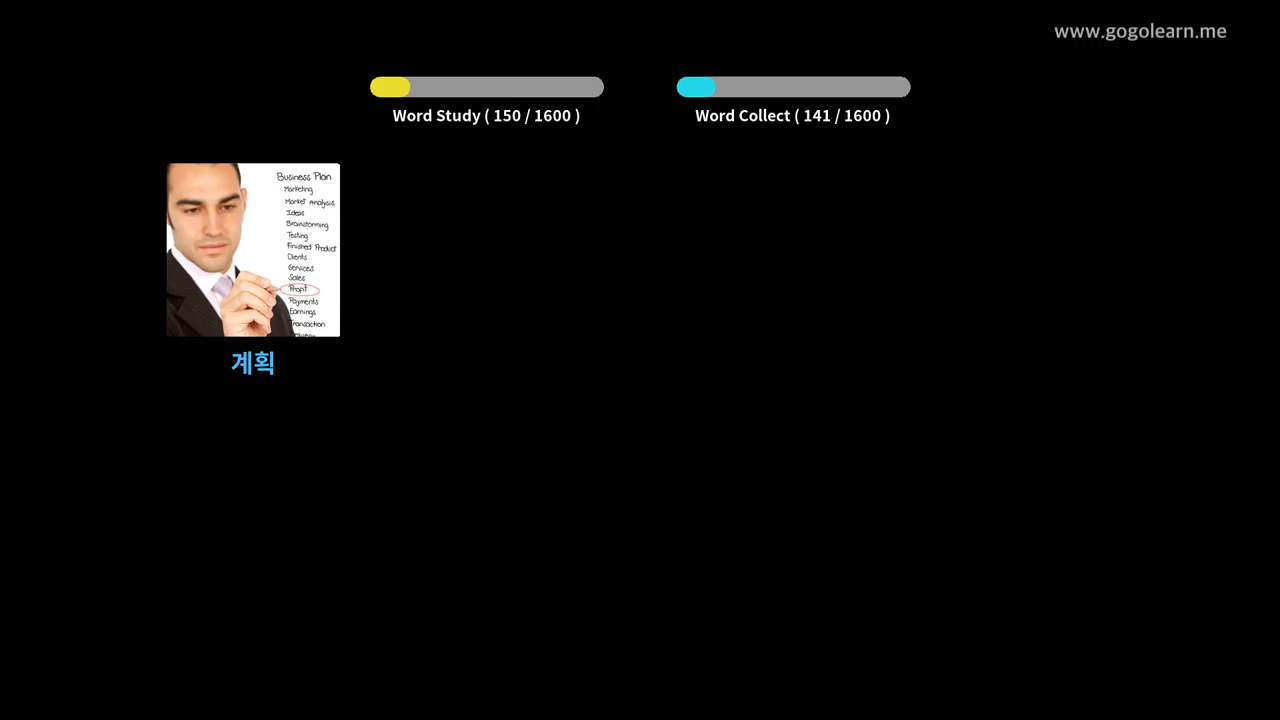 www.gogolearn.me
Word Study ( 150 / 1600 )
Word Collect ( 141 / 1600 )
Business Plan
Marketing
Market Analysis
Ideas
Brainstorming
Testing
Finished Product
Clients
Services
Sales
Profit
Payments
Earnings
Transaction
계획